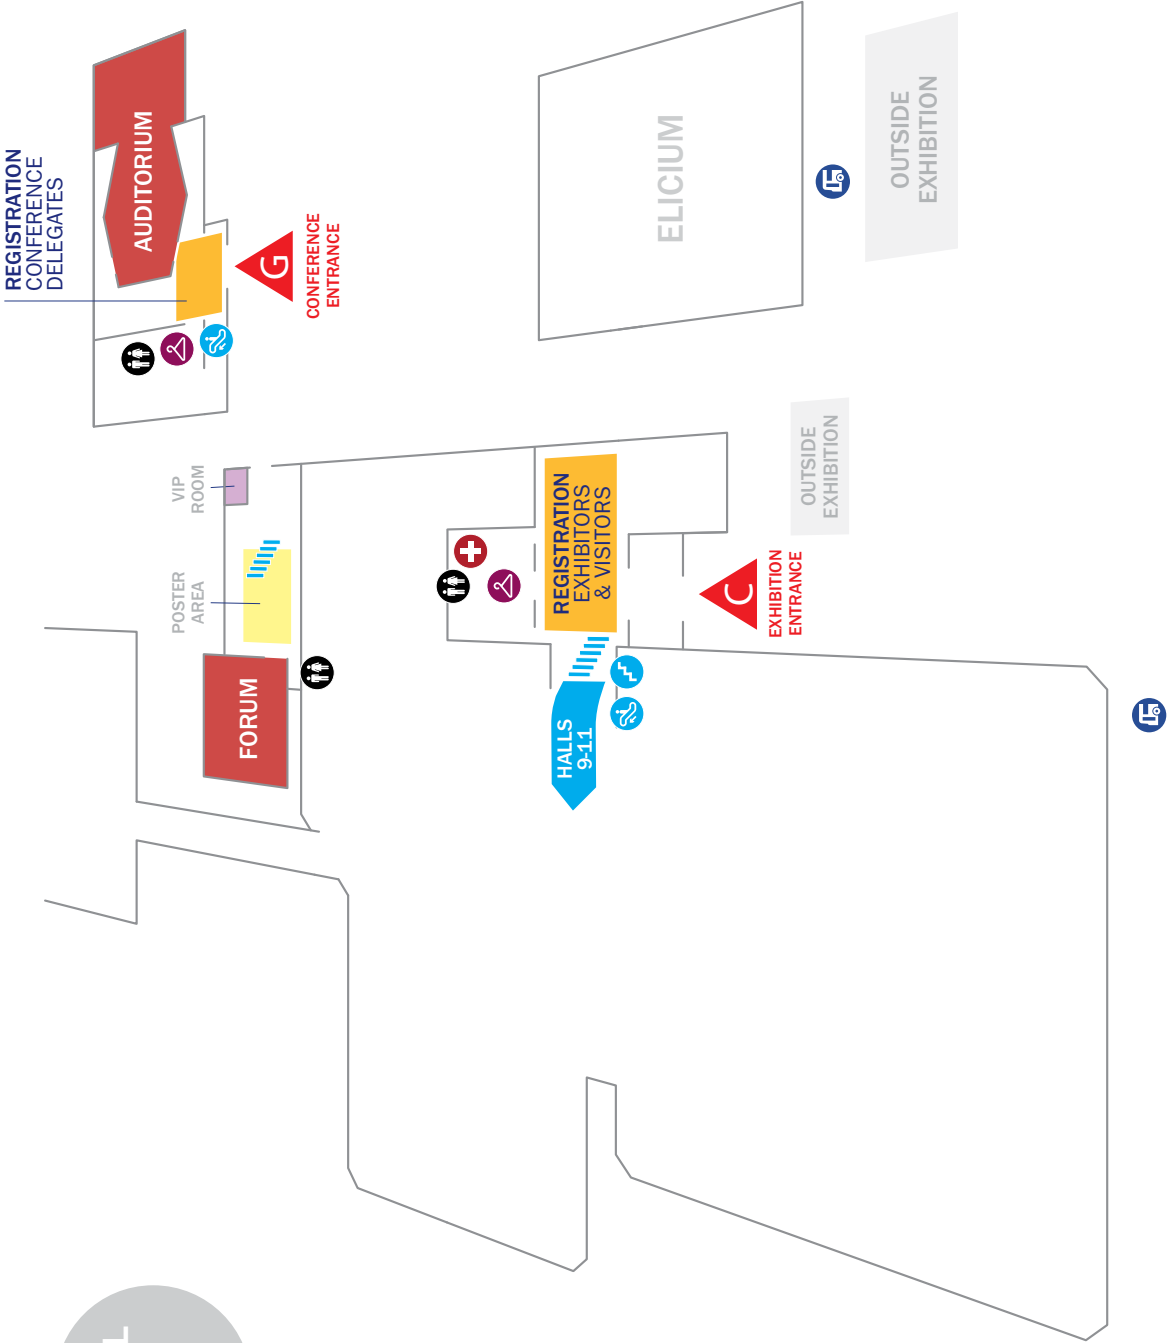 REGISTRATION
CONFERENCE
DELEGATES
AUDITORIUM
G
CONFERENCE
ENTRANCE
ELICIUM
OUTSIDE
EXHIBITION
VIP
ROOM
POSTER
AREA
FORUM
REGISTRATION
EXHIBITORS
& VISITORS
HALLS
9-11
C
EXHIBITION
ENTRANCE
OUTSIDE
EXHIBITION